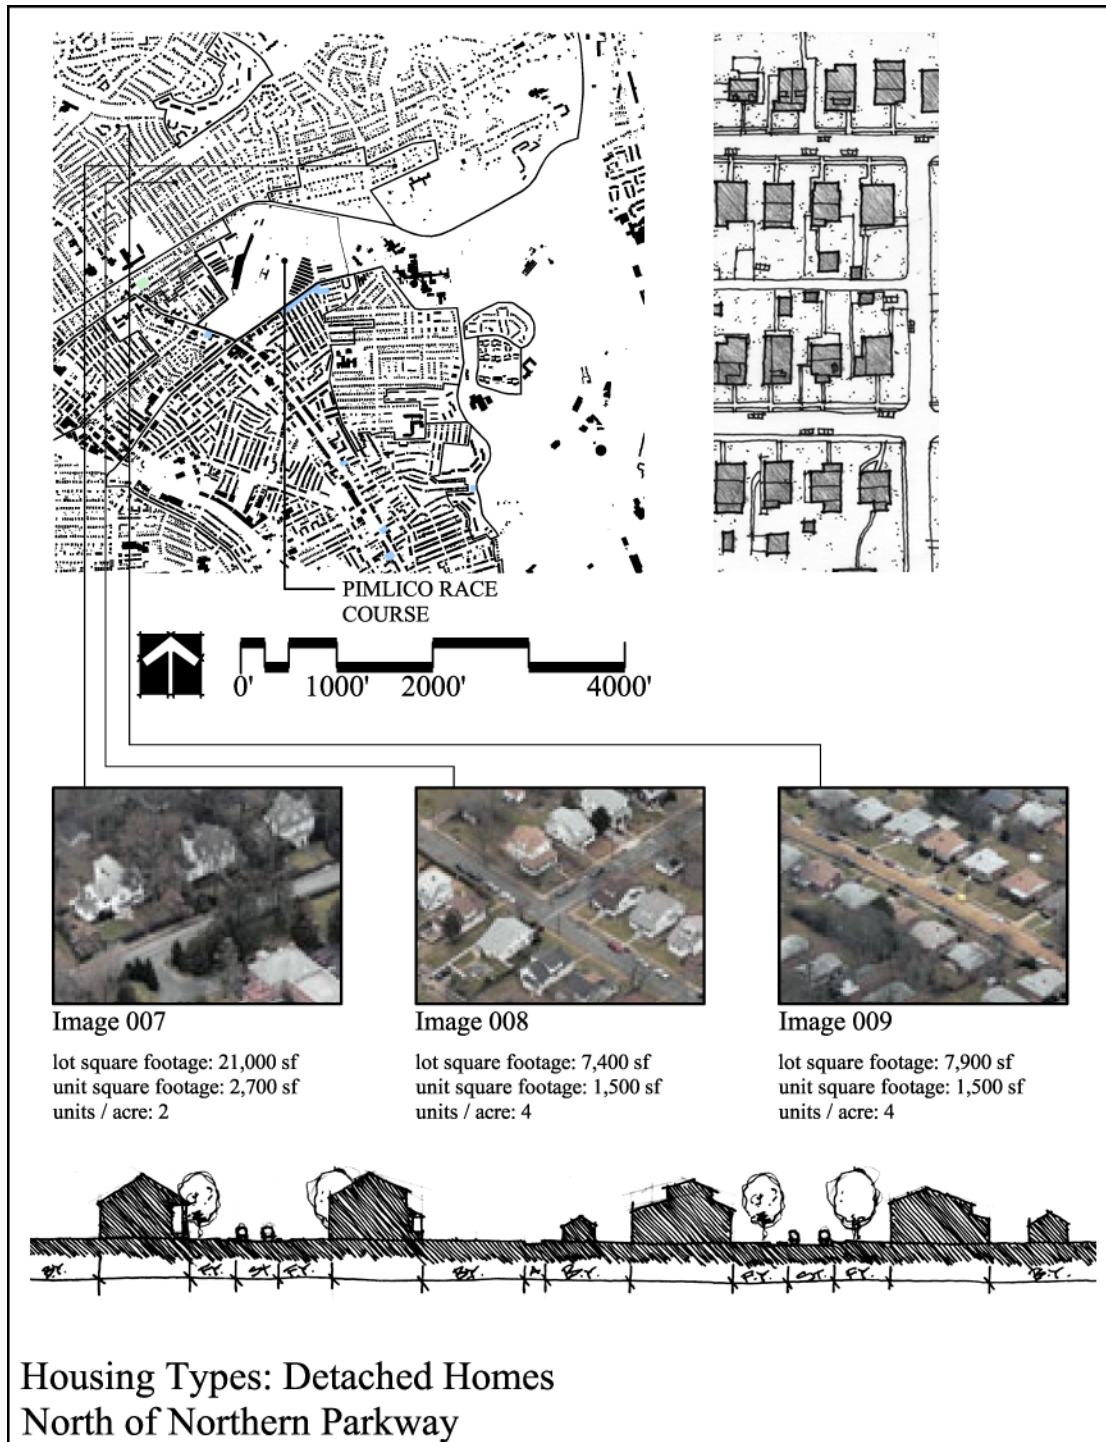 PIMLICO RACE
COURSE
0' 1000' 2000' 4000'
Image 007
lot square footage: 21,000 sf
unit square footage: 2,700 sf
units / acre: 2
Image 008
lot square footage: 7,400 sf
unit square footage: 1,500 sf
units / acre: 4
Image 009
lot square footage: 7,900 sf
unit square footage: 1,500 sf
units / acre: 4
B.Y. F.Y. ST. F.Y. B.Y. A. B.Y. F.Y. ST. F.Y. B.Y.
Housing Types: Detached Homes
North of Northern Parkway